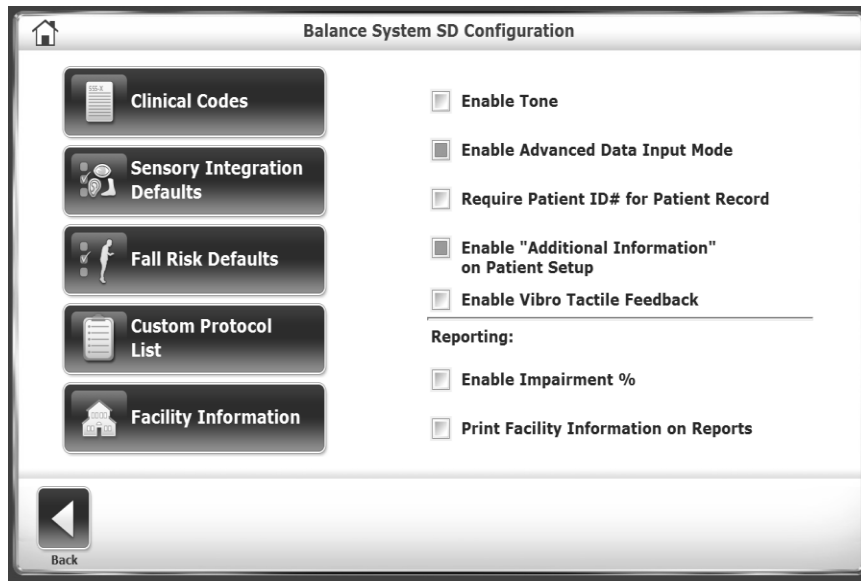 Balance System SD Configuration
Clinical Codes
Sensory Integration
Defaults
Fall Risk Defaults
Custom Protocol
List
Facility Information
Enable Tone
Enable Advanced Data Input Mode
Require Patient ID# for Patient Record
Enable "Additional Information"
on Patient Setup
Enable Vibro Tactile Feedback
Reporting:
Enable Impairment %
Print Facility Information on Reports
Back